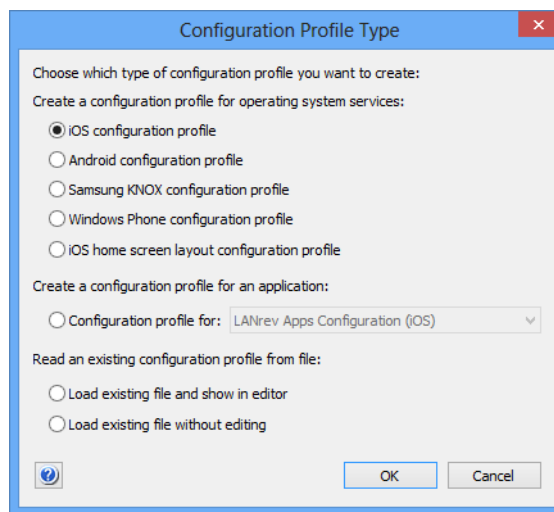 Configuration Profile Type
Choose which type of configuration profile you want to create:
Create a configuration profile for operating system services:
iOS configuration profile
Android configuration profile
Samsung KNOX configuration profile
Windows Phone configuration profile
iOS home screen layout configuration profile
Create a configuration profile for an application:
Configuration profile for: LANrev Apps Configuration (iOS)
Read an existing configuration profile from file:
Load existing file and show in editor
Load existing file without editing
? OK Cancel